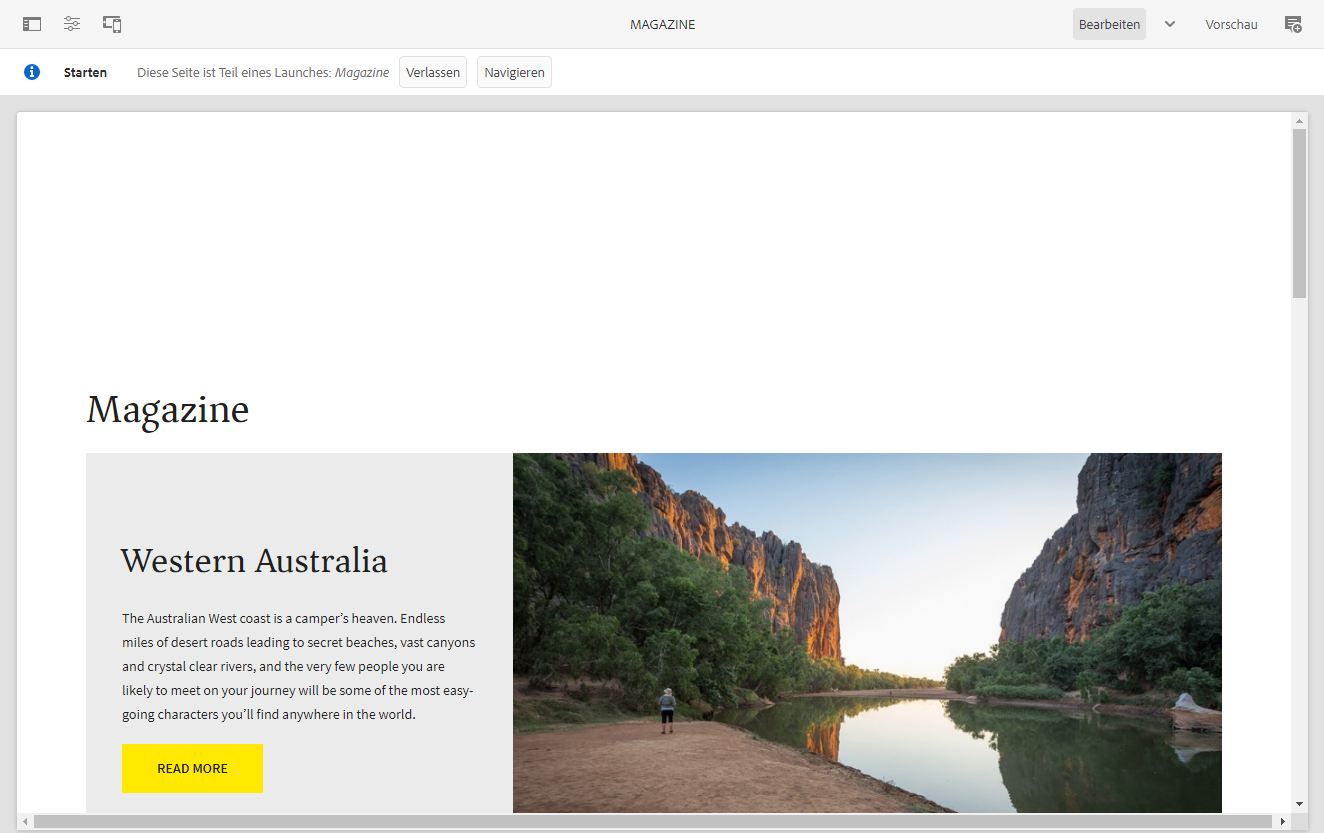 MAGAZINE
Bearbeiten
Vorschau
Starten
Diese Seite ist Teil eines Launches: Magazine
Verlassen
Navigieren
Magazine
Western Australia
The Australian West coast is a camper’s heaven. Endless
miles of desert roads leading to secret beaches, vast canyons
and crystal clear rivers, and the very few people you are
likely to meet on your journey will be some of the most easy-
going characters you’ll find anywhere in the world.
READ MORE